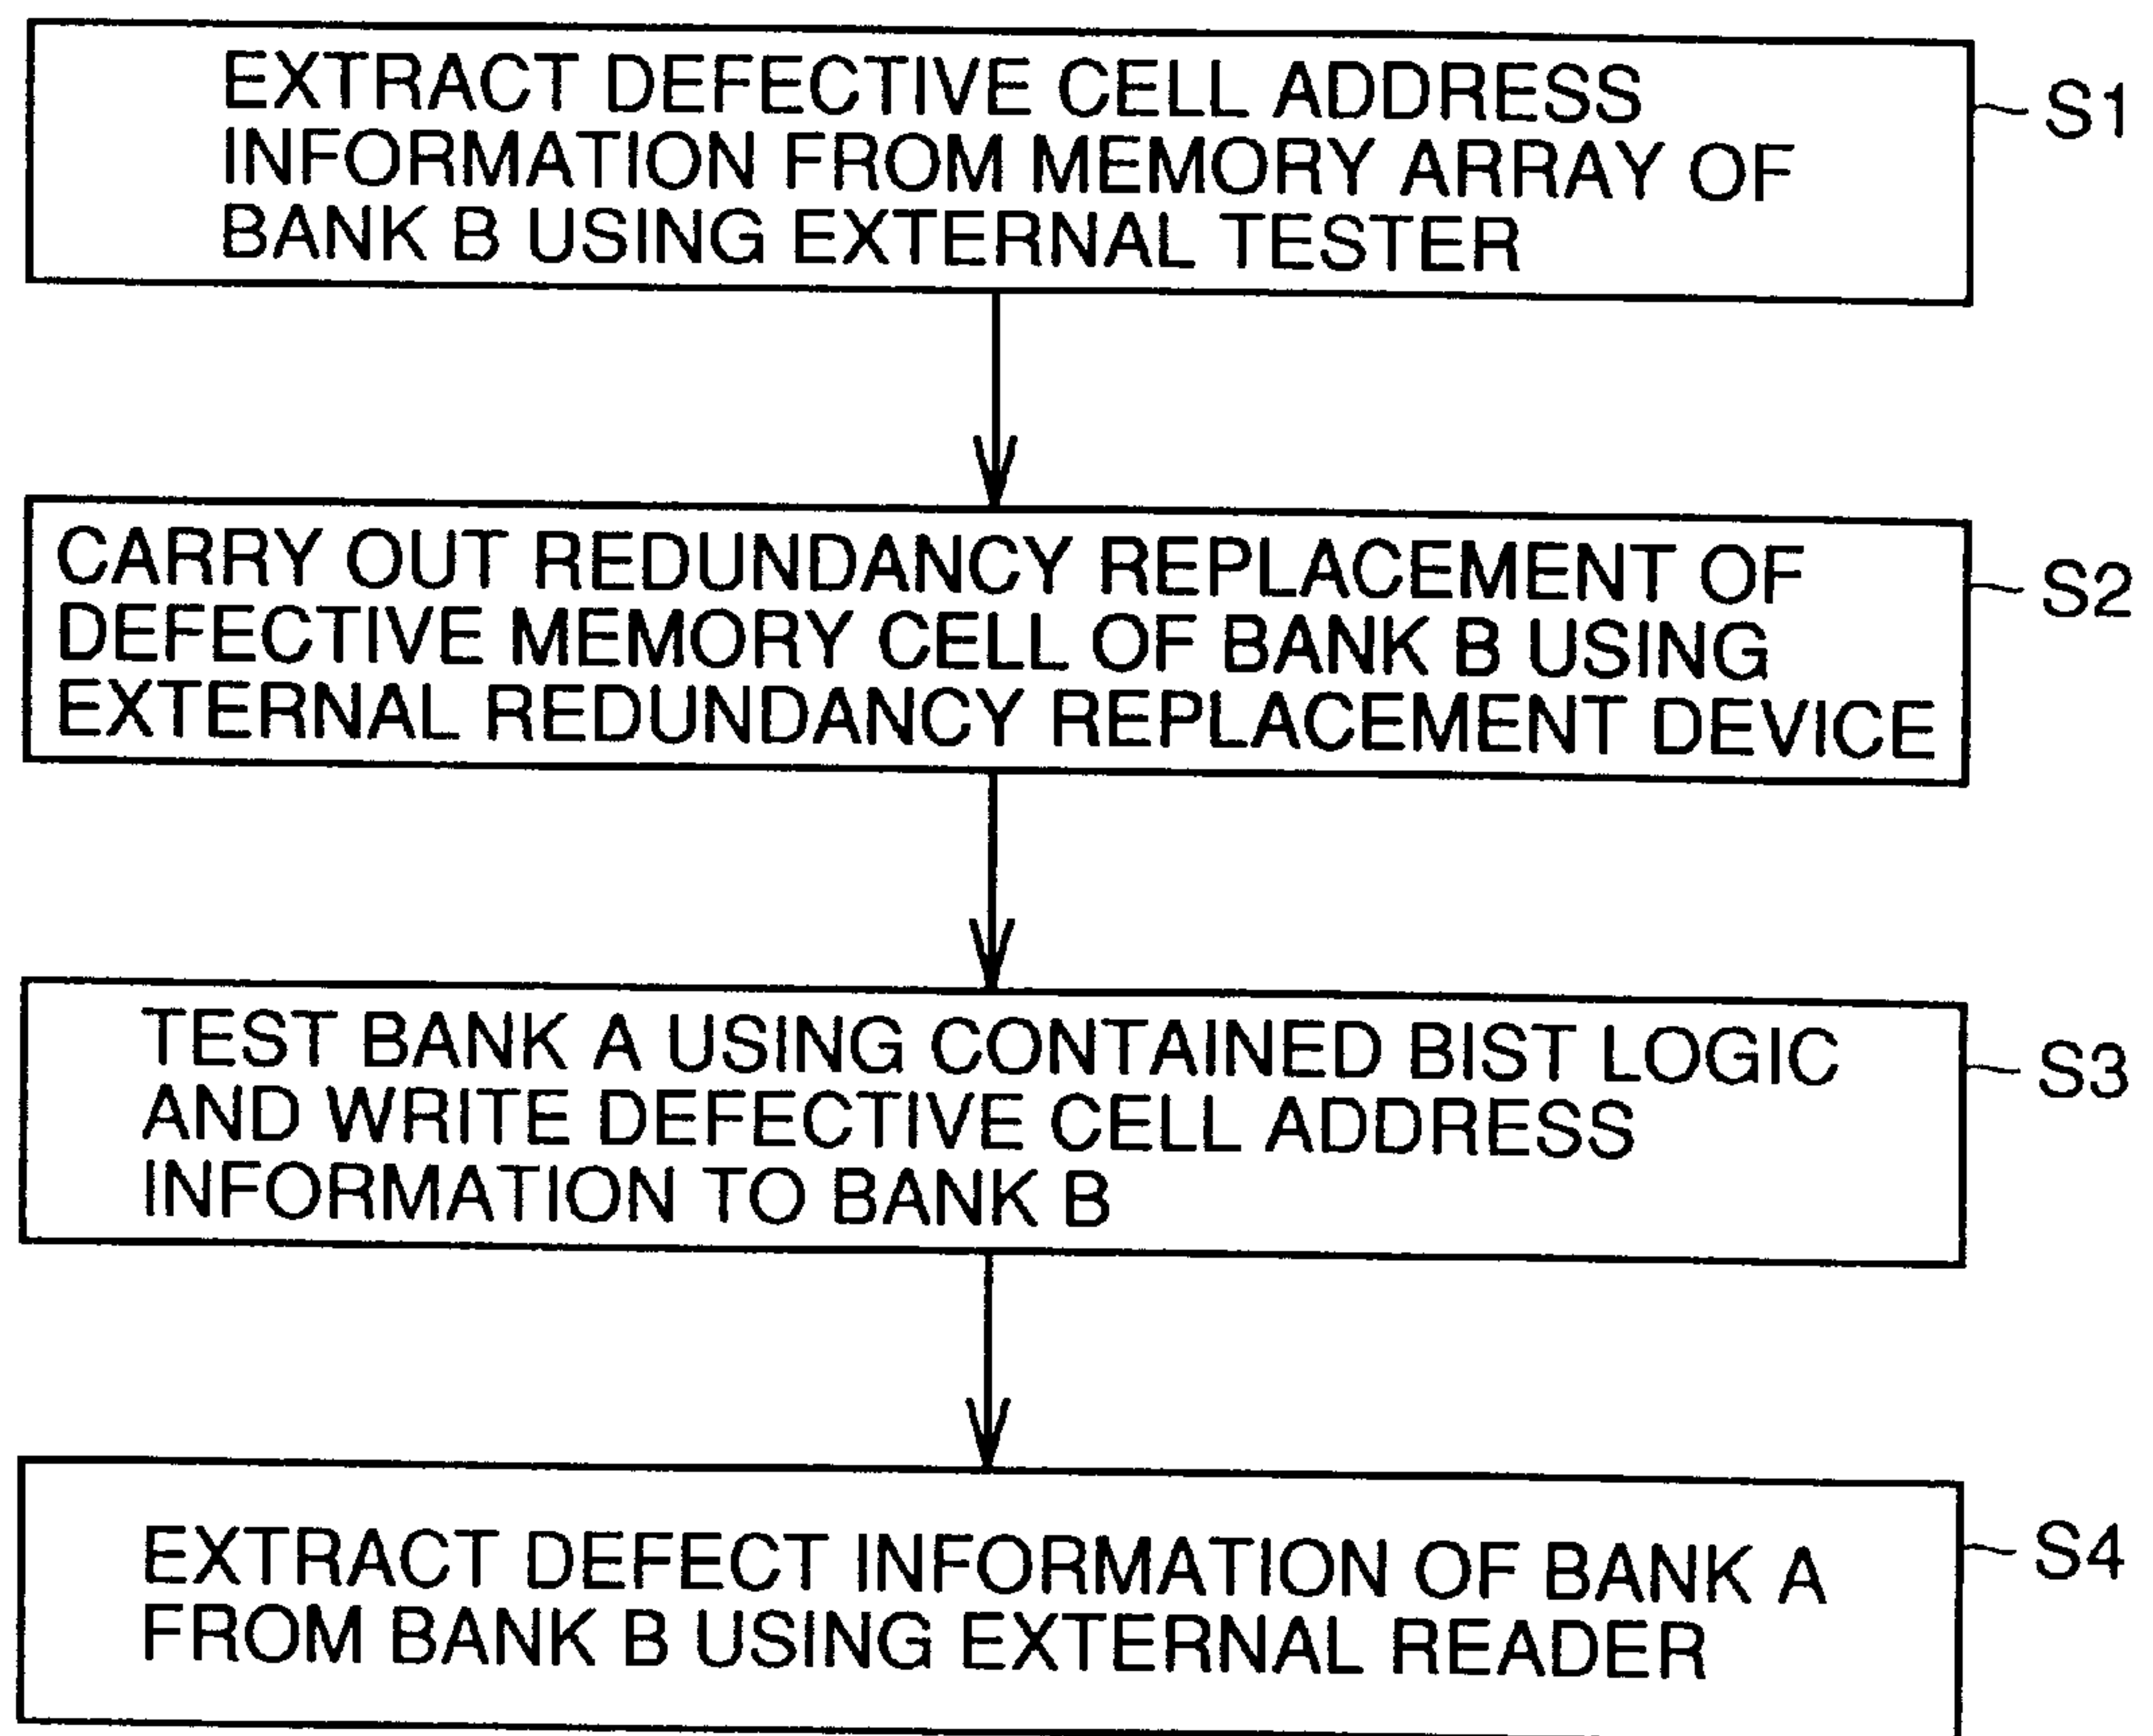 EXTRACT DEFECTIVE CELL ADDRESS
INFORMATION FROM MEMORY ARRAY OF
BANK B USING EXTERNAL TESTER
S1
CARRY OUT REDUNDANCY REPLACEMENT OF
DEFECTIVE MEMORY CELL OF BANK B USING
EXTERNAL REDUNDANCY REPLACEMENT DEVICE
S2
TEST BANK A USING CONTAINED BIST LOGIC
AND WRITE DEFECTIVE CELL ADDRESS
INFORMATION TO BANK B
S3
EXTRACT DEFECT INFORMATION OF BANK A
FROM BANK B USING EXTERNAL READER
S4